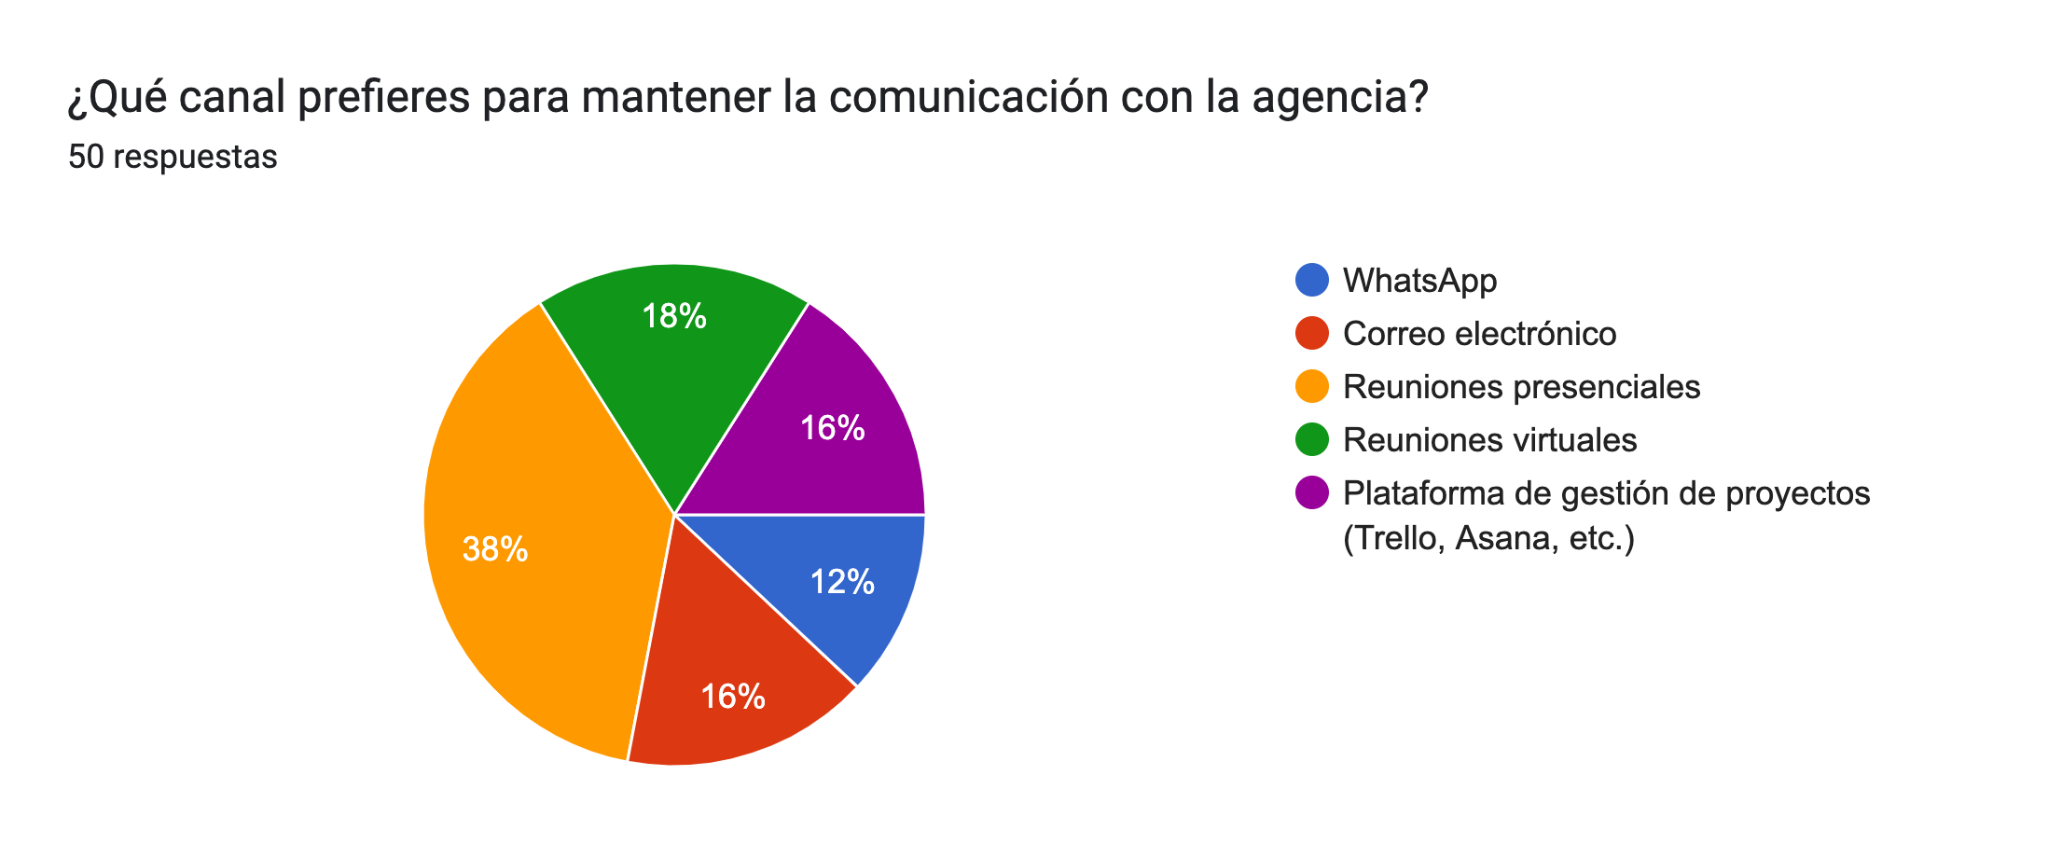 ¿Qué canal prefieres para mantener la comunicación con la agencia?
50 respuestas
18%
16%
38%
12%
16%
WhatsApp
Correo electrónico
Reuniones presenciales
Reuniones virtuales
Plataforma de gestión de proyectos
(Trello, Asana, etc.)